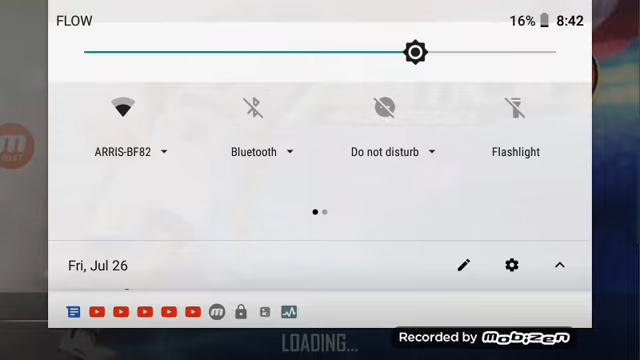 FLOW 16% 8:42
ARRIS-BF82 Bluetooth Do not disturb Flashlight
Fri, Jul 26
LOADING...
Recorded by MOBIZEN